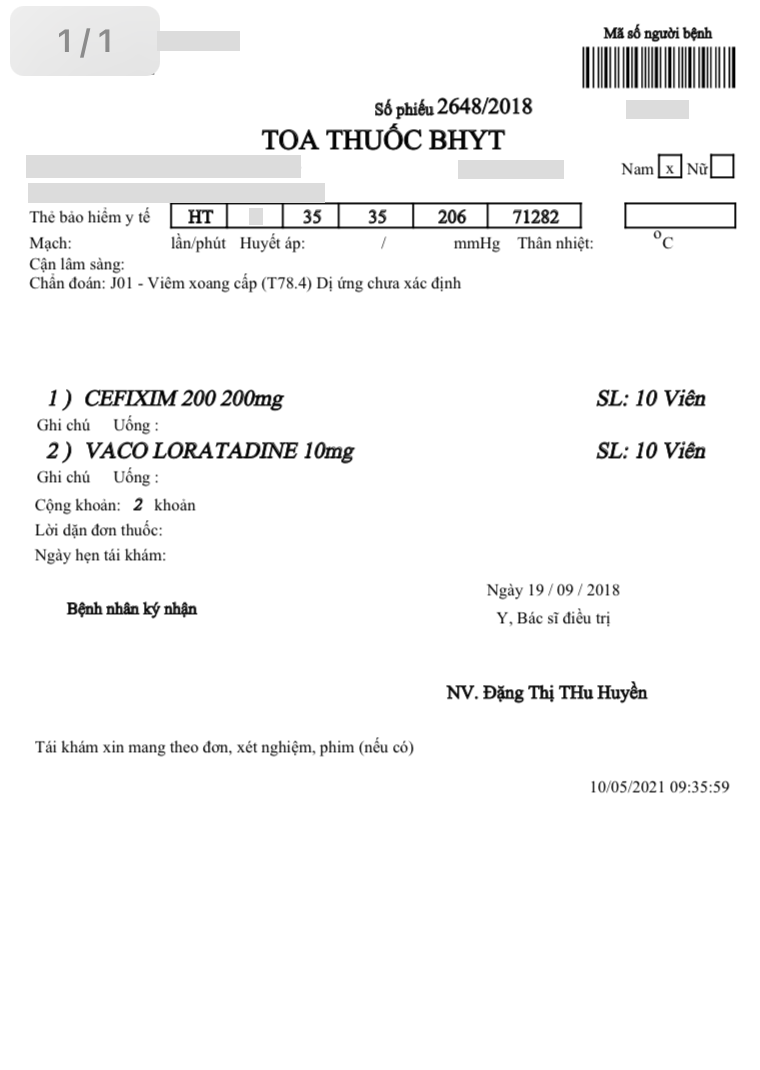 1/1
Mã số người bệnh
Số phiếu 2648/2018
TOA THUỐC BHYT
Nam x Nữ
Thẻ bảo hiểm y tế HT 35 35 206 71282
Mạch: lần/phút Huyết áp: / mmHg Thân nhiệt: °C
Cận lâm sàng:
Chẩn đoán: J01 - Viêm xoang cấp (T78.4) Dị ứng chưa xác định
1 ) CEFIXIM 200 200mg SL: 10 Viên
Ghi chú Uống :
2 ) VACO LORATADINE 10mg SL: 10 Viên
Ghi chú Uống :
Cộng khoản: 2 khoản
Lời dặn đơn thuốc:
Ngày hẹn tái khám:
Ngày 19 / 09 / 2018
Bệnh nhân ký nhận
Y, Bác sĩ điều trị
NV. Đặng Thị THu Huyền
Tái khám xin mang theo đơn, xét nghiệm, phim (nếu có)
10/05/2021 09:35:59